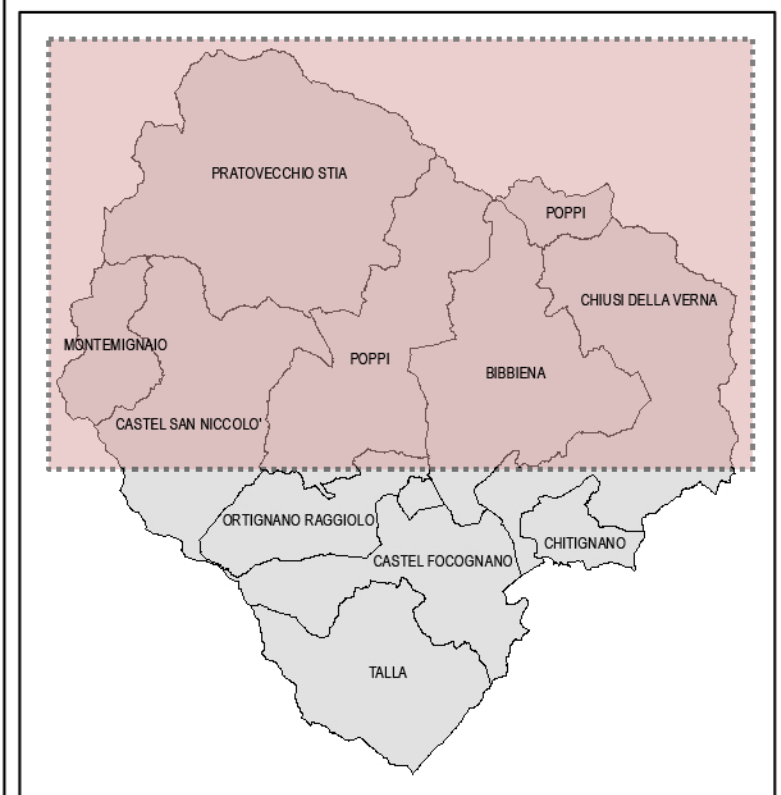 PRATOVECCHIO STIA
POPPI
CHIUSI DELLA VERNA
MONTEMIGNAIO
POPPI
BIBBIENA
CASTEL SAN NICCOLO'
ORTIGNANO RAGGIOLO
CHITIGNANO
CASTEL FOCOGNANO
TALLA